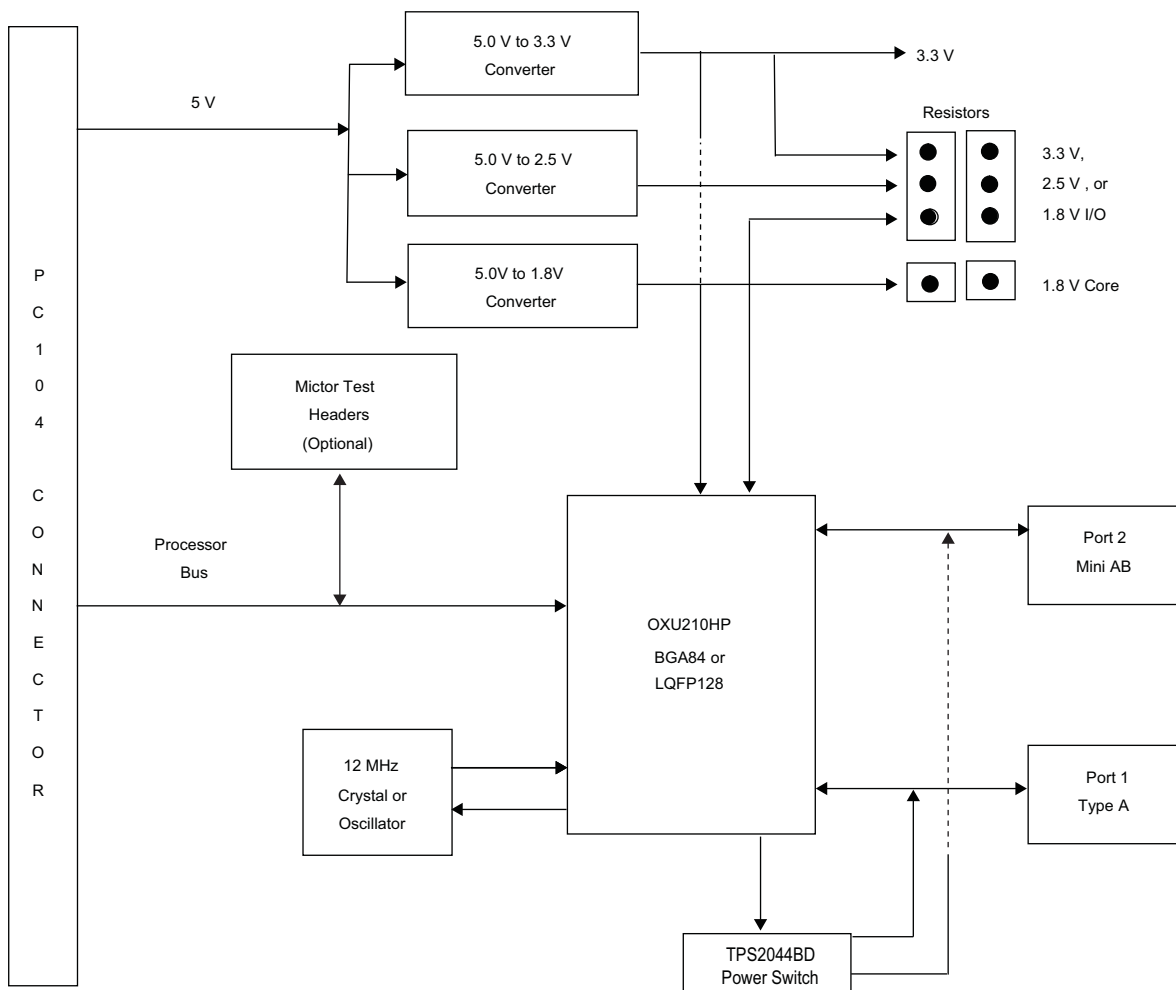 5.0 V to 3.3 V
Converter
3.3 V
5 V
Resistors
5.0 V to 2.5 V
Converter
3.3 V,
2.5 V , or
1.8 V I/O
5.0V to 1.8V
Converter
1.8 V Core
PC104 CONNECTOR
Mictor Test
Headers
(Optional)
Processor
Bus
Port 2
Mini AB
OXU210HP
BGA84 or
LQFP128
12 MHz
Crystal or
Oscillator
Port 1
Type A
TPS2044BD
Power Switch